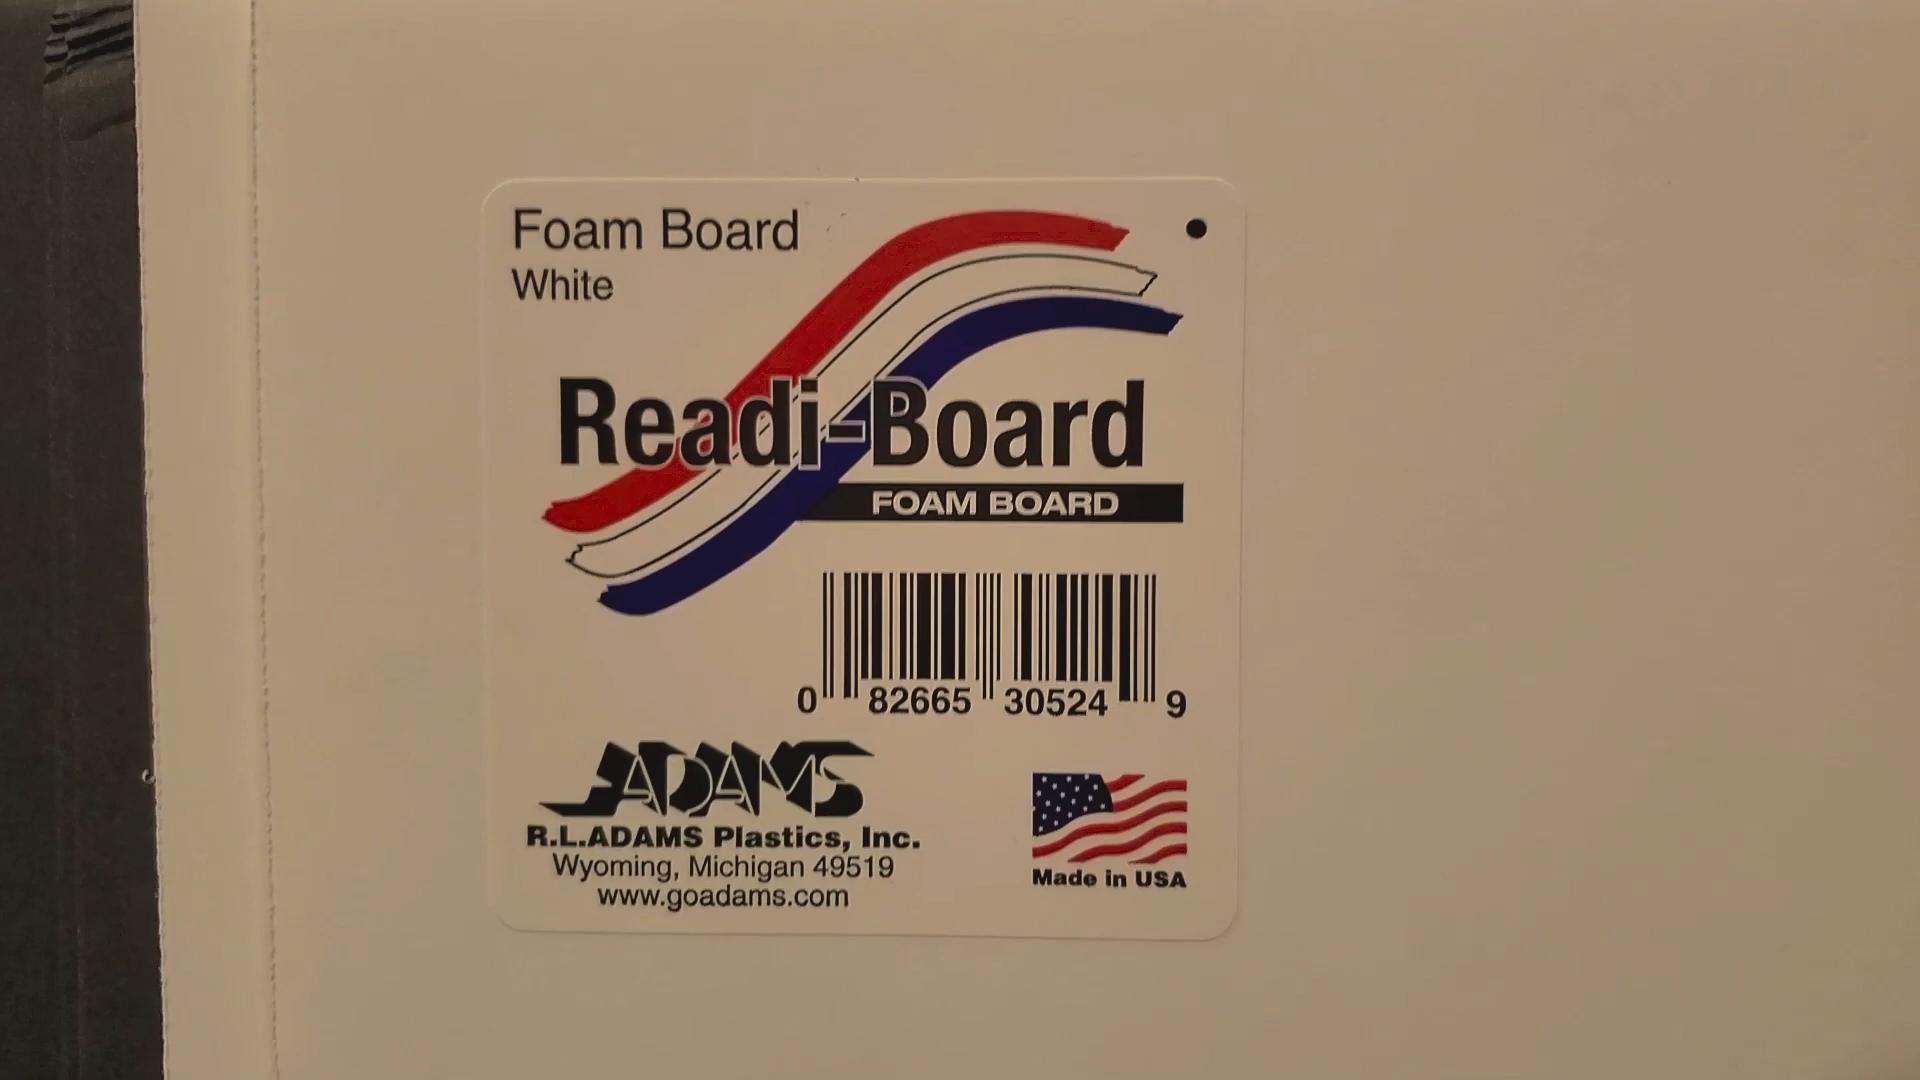 Foam Board
White
Readi-Board
FOAM BOARD
0 82665 30524 9
ADAMS
R.L.ADAMS Plastics, Inc.
Wyoming, Michigan 49519
www.goadams.com
Made in USA